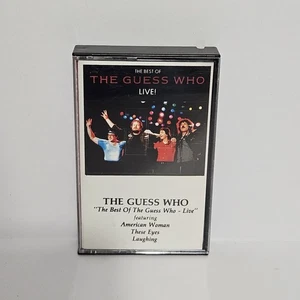 THE BEST OF
THE GUESS WHO
LIVE!
THE GUESS WHO
"The Best Of The Guess Who - Live"
featuring
American Woman
These Eyes
Laughing